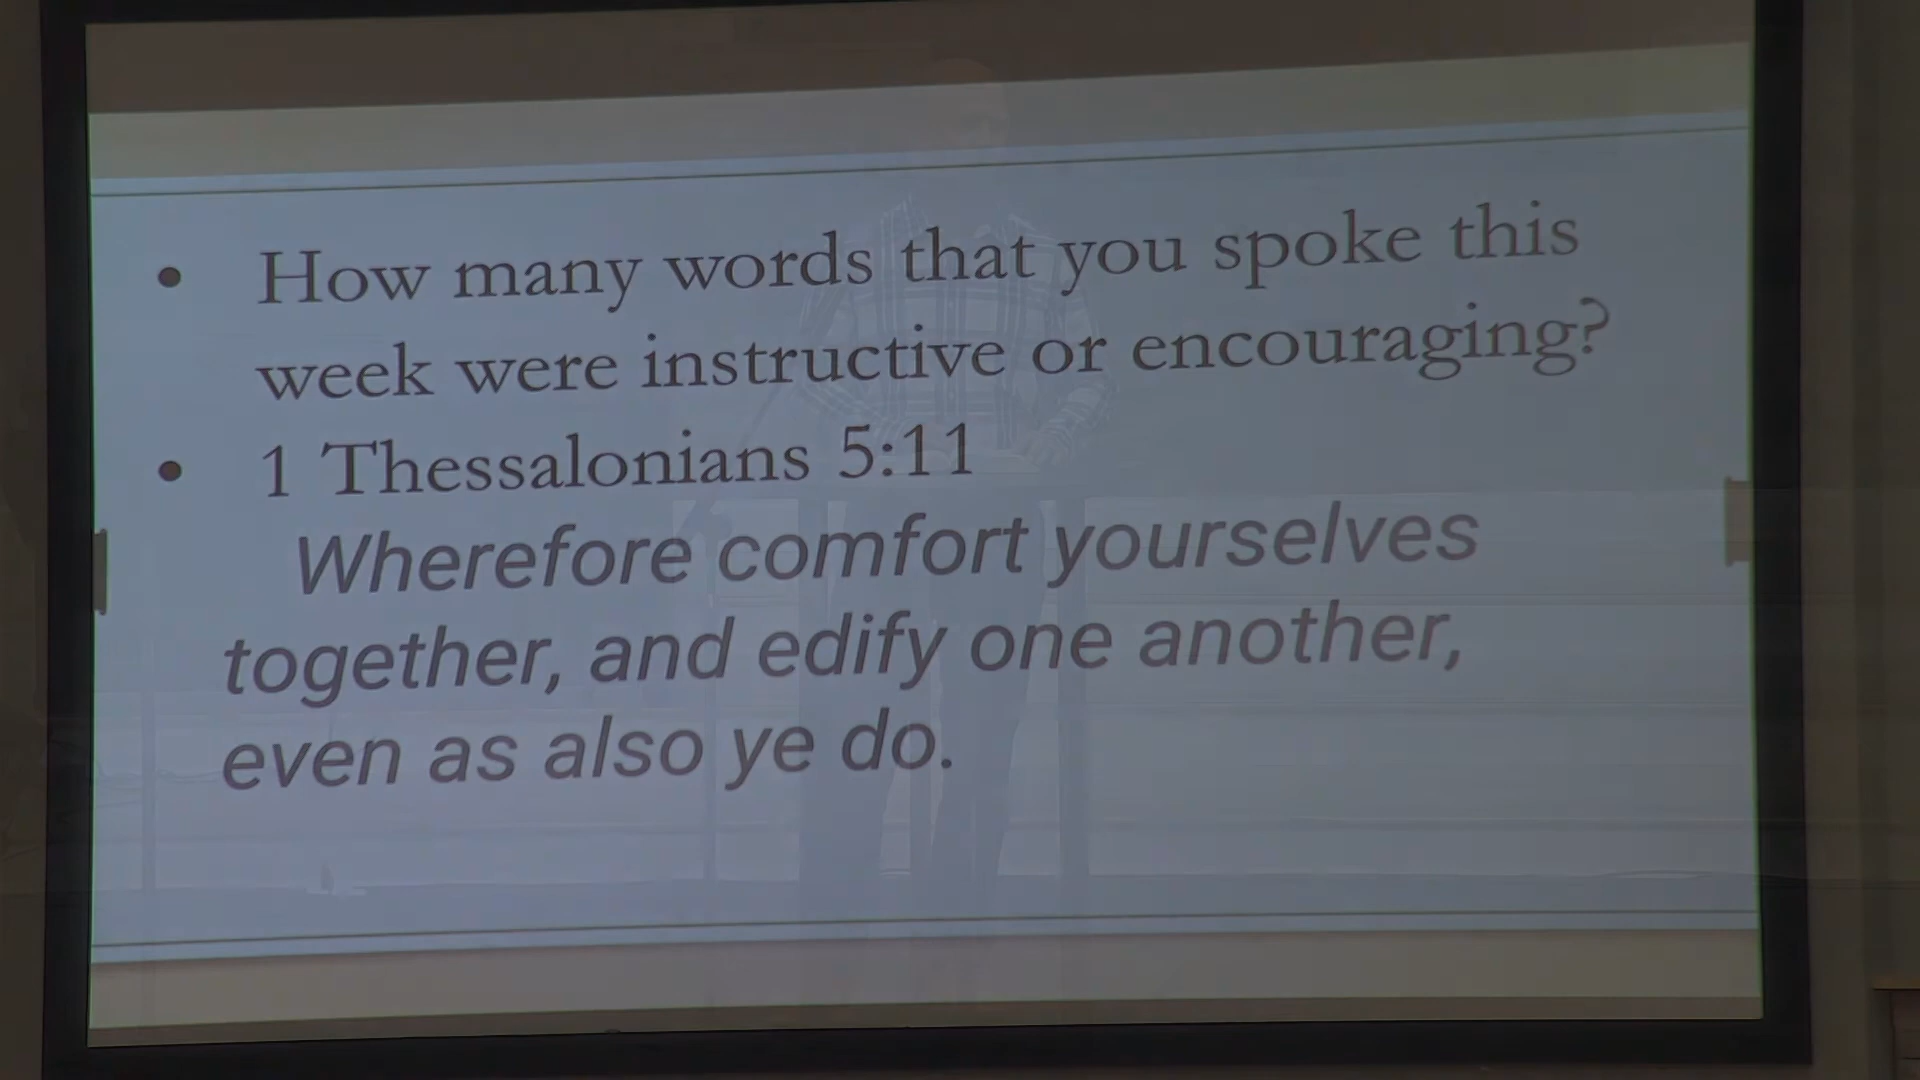 • How many words that you spoke this
week were instructive or encouraging?
• 1 Thessalonians 5:11
Wherefore comfort yourselves
together, and edify one another,
even as also ye do.